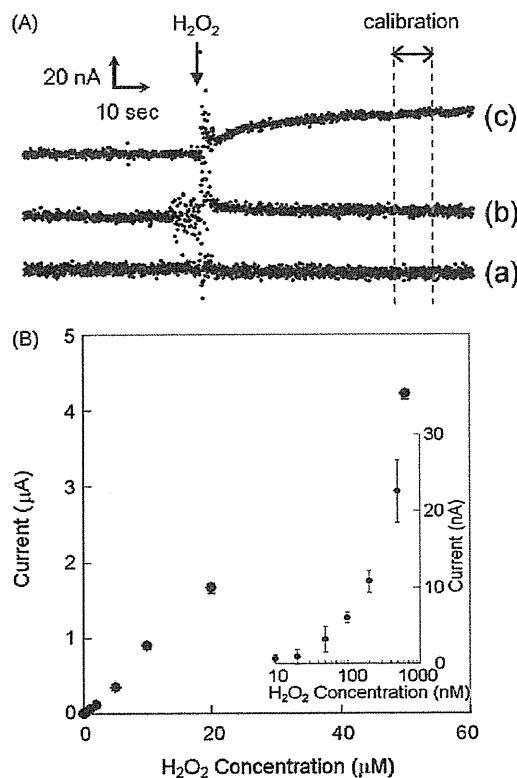 (A)
H₂O₂
calibration
20 nA
10 sec
(c)
(b)
(a)
(B)
5
4
3
2
1
0
Current (μA)
0
20
40
60
H₂O₂ Concentration (μM)
30
20
10
0
Current (nA)
10
100
1000
H₂O₂ Concentration (nM)